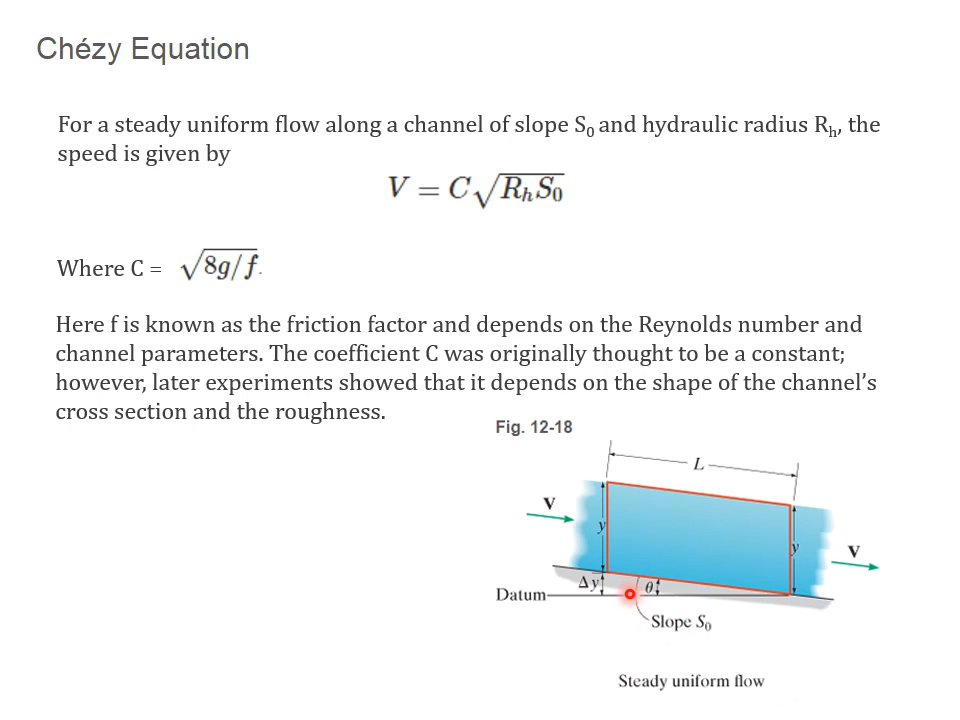 Chézy Equation
For a steady uniform flow along a channel of slope S₀ and hydraulic radius Rₕ, the
speed is given by
V = C√(RₕS₀)
Where C = √(8g/f).
Here f is known as the friction factor and depends on the Reynolds number and
channel parameters. The coefficient C was originally thought to be a constant;
however, later experiments showed that it depends on the shape of the channel's
cross section and the roughness.
Fig. 12-18
L
V
y
y
V
Δy
θ
Datum
Slope S₀
Steady uniform flow